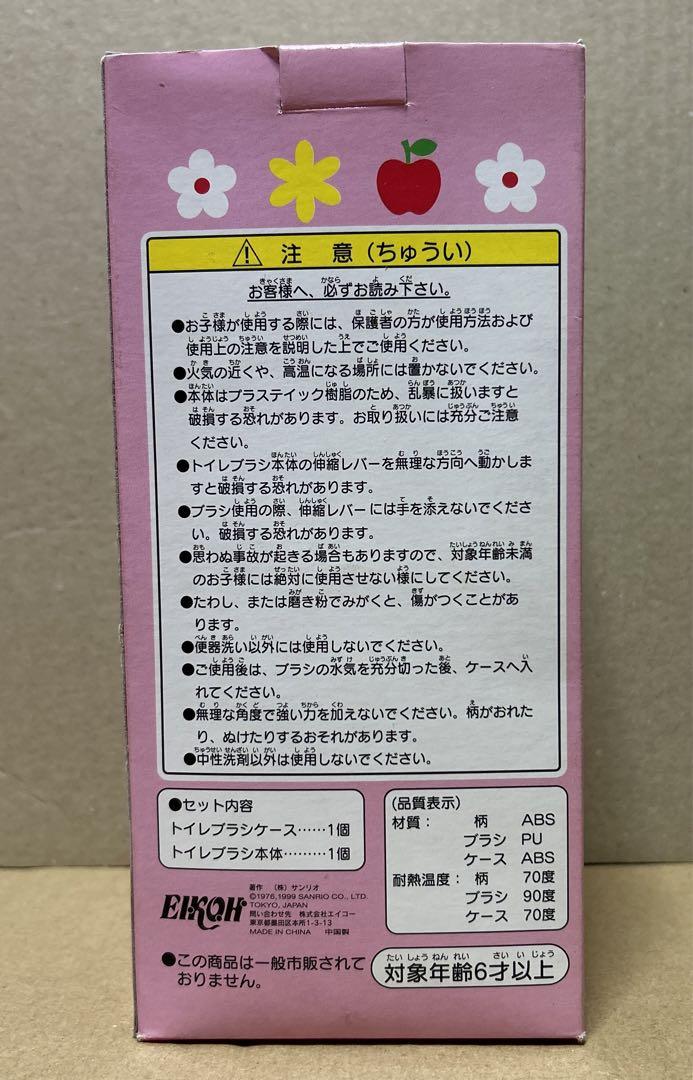 注 意(ちゅうい)
お客様へ、必ずお読み下さい。
●お子様が使用する際には、保護者の方が使用方法および
使用上の注意を説明した上でご使用ください。
●火気の近くや、高温になる場所には置かないでください。
●本体はプラスティック樹脂のため、乱暴に扱いますと
破損する恐れがあります。お取り扱いには充分ご注意
ください。
●トイレブラシ本体の伸縮レバーを無理な方向へ動かしま
すと破損する恐れがあります。
●ブラシ使用の際、伸縮レバーには手を添えないでくださ
い。破損する恐れがあります。
●思わぬ事故が起きる場合もありますので、対象年齢未満
のお子様には絶対に使用させない様にしてください。
●たわし、または磨き粉でみがくと、傷がつくことがあ
ります。
●便器洗い以外には使用しないでください。
●ご使用後は、ブラシの水気を充分切った後、ケースへ入
れてください。
●無理な角度で強い力を加えないでください。柄がおれた
り、ぬけたりするおそれがあります。
●中性洗剤以外は使用しないでください。
●セット内容
トイレブラシケース……1個
トイレブラシ本体………1個
(品質表示)
材質: 柄 ABS
ブラシ PU
ケース ABS
耐熱温度: 柄 70度
ブラシ 90度
ケース 70度
EIKOH
著作 (株)サンリオ
©1976,1999 SANRIO CO., LTD.
TOKYO, JAPAN
問い合わせ先 株式会社エイコー
東京都墨田区本所1-3-13
MADE IN CHINA 中国製
●この商品は一般市販されて
おりません。
対象年齢6才以上